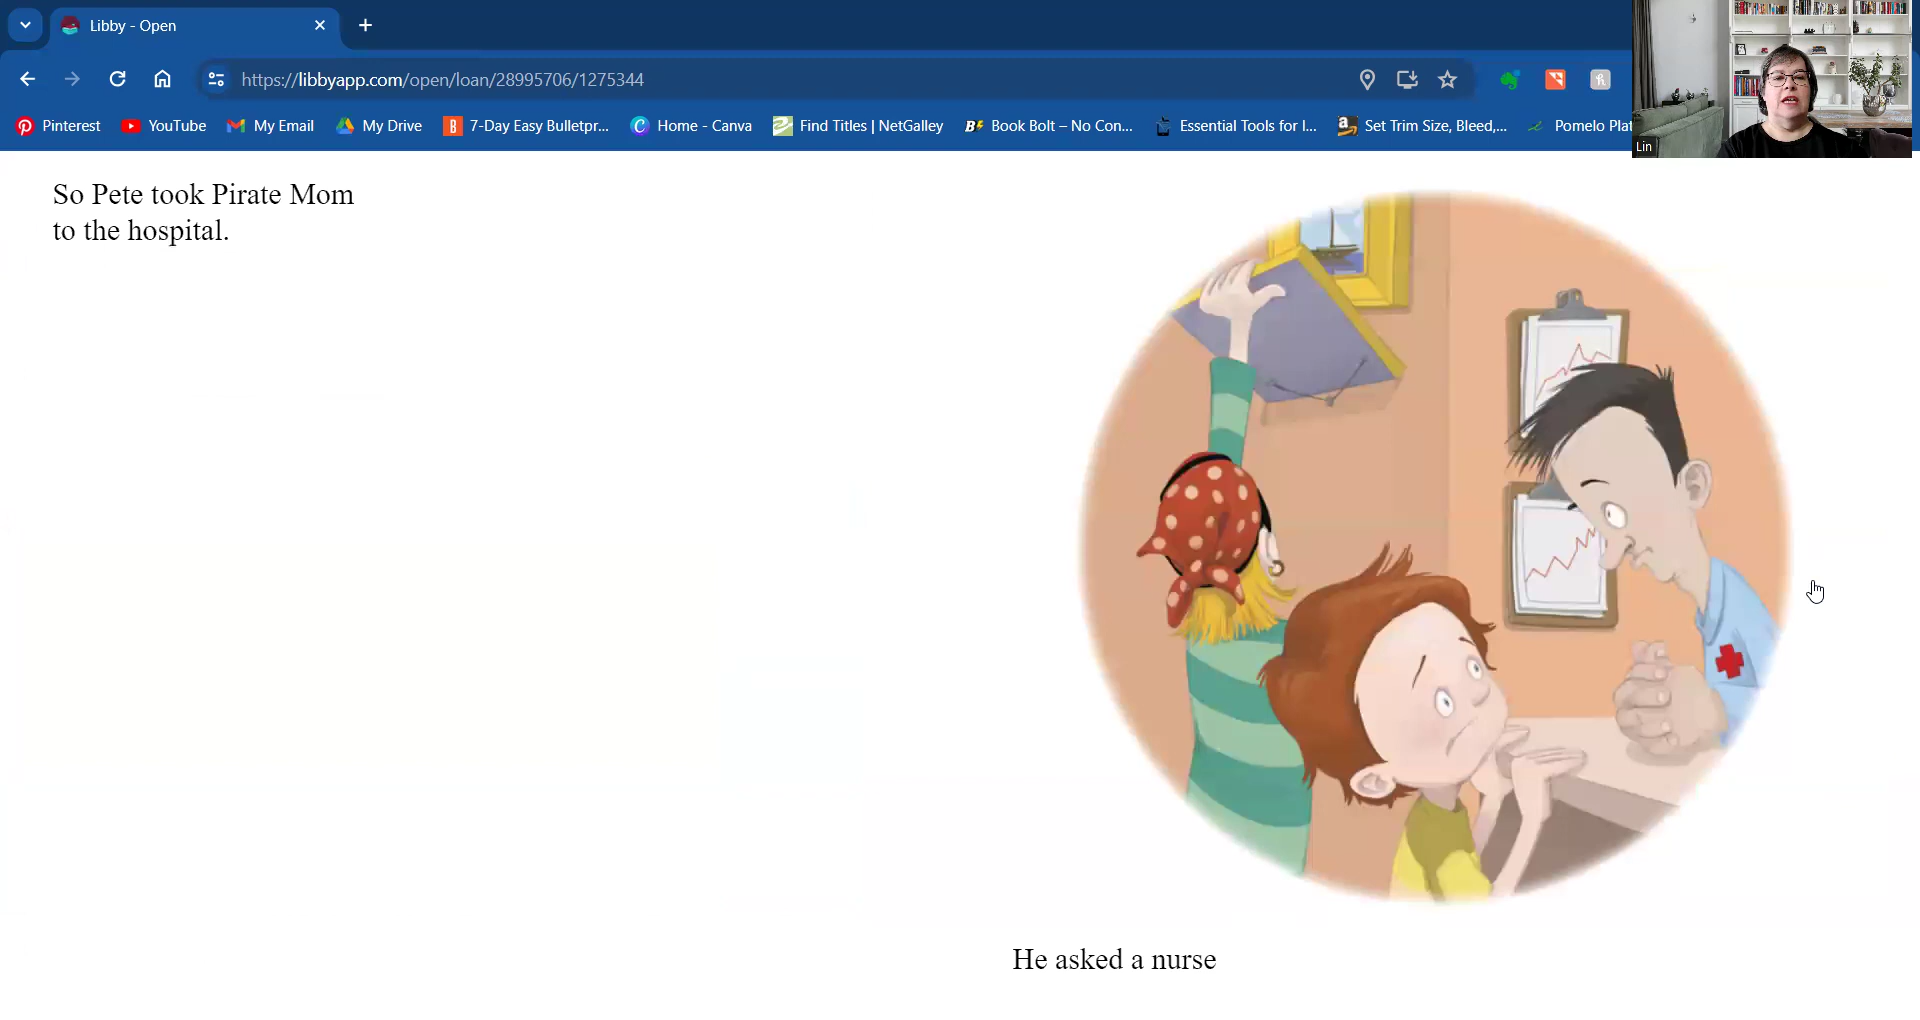 Libby - Open
https://libbyapp.com/open/loan/28995706/1275344
Pinterest
YouTube
My Email
My Drive
7-Day Easy Bulletpr...
Home - Canva
Find Titles | NetGalley
Book Bolt – No Con...
Essential Tools for I...
Set Trim Size, Bleed,...
Pomelo Plat
Lin
So Pete took Pirate Mom
to the hospital.
He asked a nurse